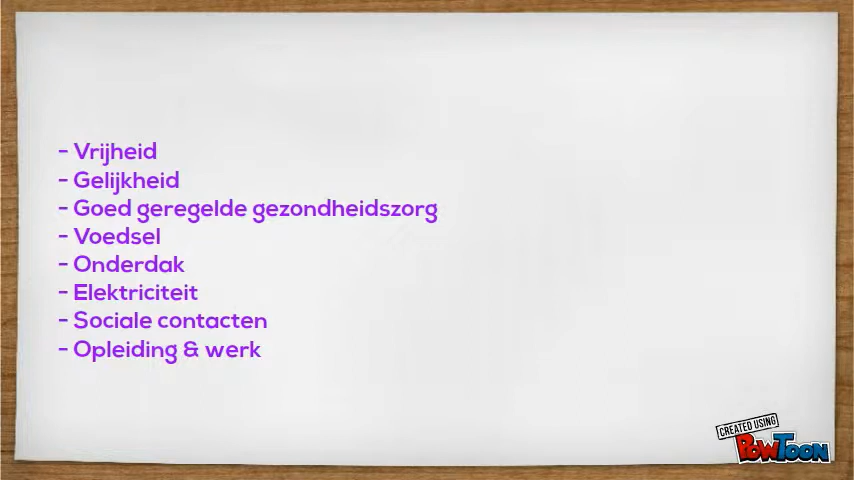 - Vrijheid
- Gelijkheid
- Goed geregelde gezondheidszorg
- Voedsel
- Onderdak
- Elektriciteit
- Sociale contacten
- Opleiding & werk
CREATED USING
POWTOON